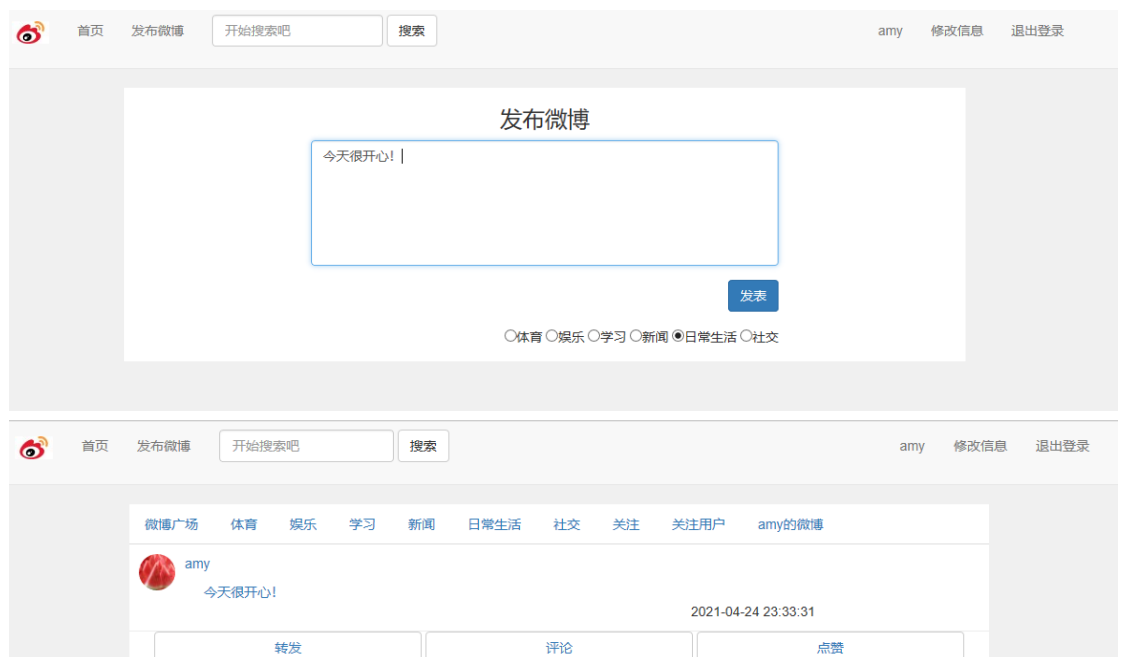 首页 发布微博 开始搜索吧 搜索 amy 修改信息 退出登录
发布微博
今天很开心！
发表
体育 娱乐 学习 新闻 日常生活 社交
首页 发布微博 开始搜索吧 搜索 amy 修改信息 退出登录
微博广场 体育 娱乐 学习 新闻 日常生活 社交 关注 关注用户 amy的微博
amy
今天很开心！
2021-04-24 23:33:31
转发 评论 点赞